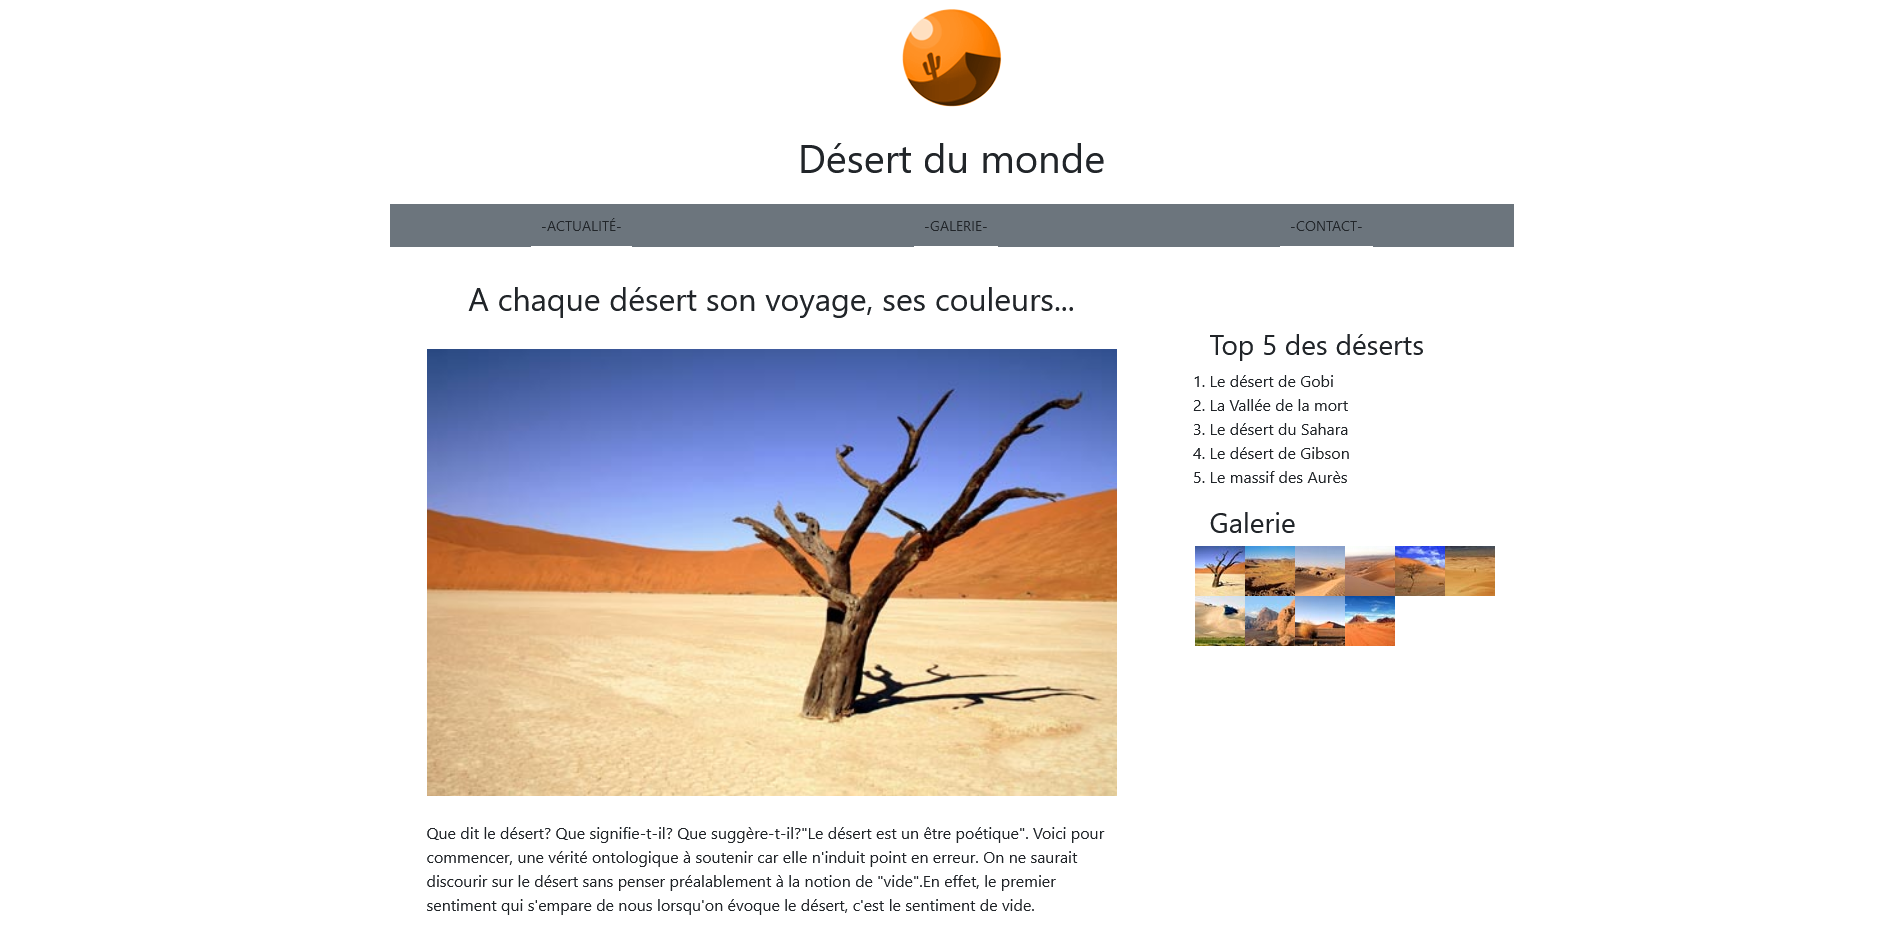 Désert du monde
-ACTUALITÉ-
-GALERIE-
-CONTACT-
A chaque désert son voyage, ses couleurs...
Que dit le désert? Que signifie-t-il? Que suggère-t-il?"Le désert est un être poétique". Voici pour
commencer, une vérité ontologique à soutenir car elle n'induit point en erreur. On ne saurait
discourir sur le désert sans penser préalablement à la notion de "vide".En effet, le premier
sentiment qui s'empare de nous lorsqu'on évoque le désert, c'est le sentiment de vide.
Top 5 des déserts
1. Le désert de Gobi
2. La Vallée de la mort
3. Le désert du Sahara
4. Le désert de Gibson
5. Le massif des Aurès
Galerie